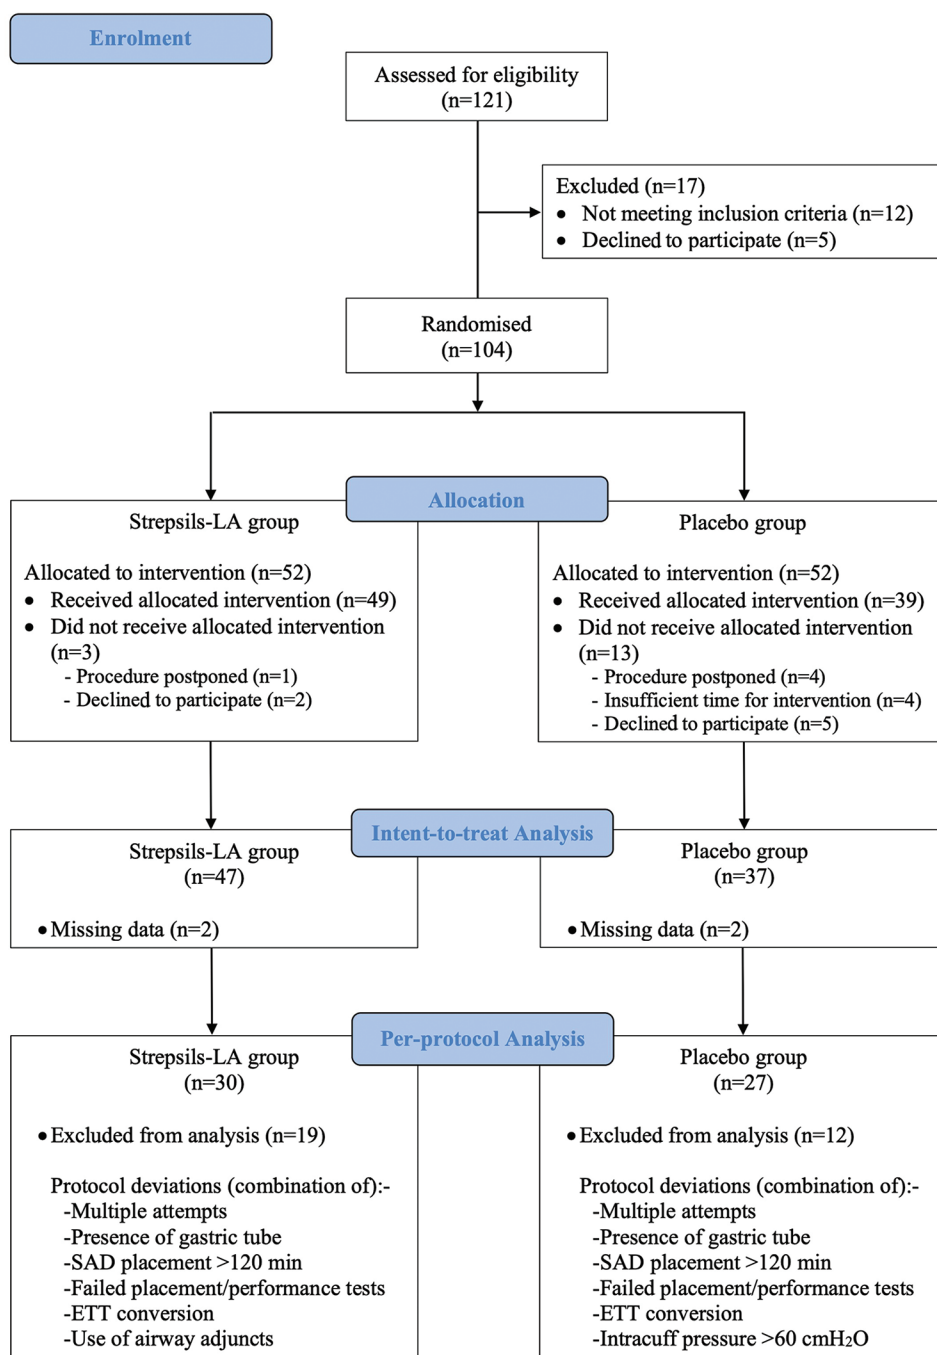 Enrolment
Assessed for eligibility
(n=121)
Excluded (n=17)
• Not meeting inclusion criteria (n=12)
• Declined to participate (n=5)
Randomised
(n=104)
Allocation
Strepsils-LA group
Allocated to intervention (n=52)
• Received allocated intervention (n=49)
• Did not receive allocated intervention
(n=3)
- Procedure postponed (n=1)
- Declined to participate (n=2)
Placebo group
Allocated to intervention (n=52)
• Received allocated intervention (n=39)
• Did not receive allocated intervention
(n=13)
- Procedure postponed (n=4)
- Insufficient time for intervention (n=4)
- Declined to participate (n=5)
Intent-to-treat Analysis
Strepsils-LA group
(n=47)
• Missing data (n=2)
Placebo group
(n=37)
• Missing data (n=2)
Per-protocol Analysis
Strepsils-LA group
(n=30)
• Excluded from analysis (n=19)
Protocol deviations (combination of):-
-Multiple attempts
-Presence of gastric tube
-SAD placement >120 min
-Failed placement/performance tests
-ETT conversion
-Use of airway adjuncts
Placebo group
(n=27)
• Excluded from analysis (n=12)
Protocol deviations (combination of):-
-Multiple attempts
-Presence of gastric tube
-SAD placement >120 min
-Failed placement/performance tests
-ETT conversion
-Intracuff pressure >60 cmH₂O